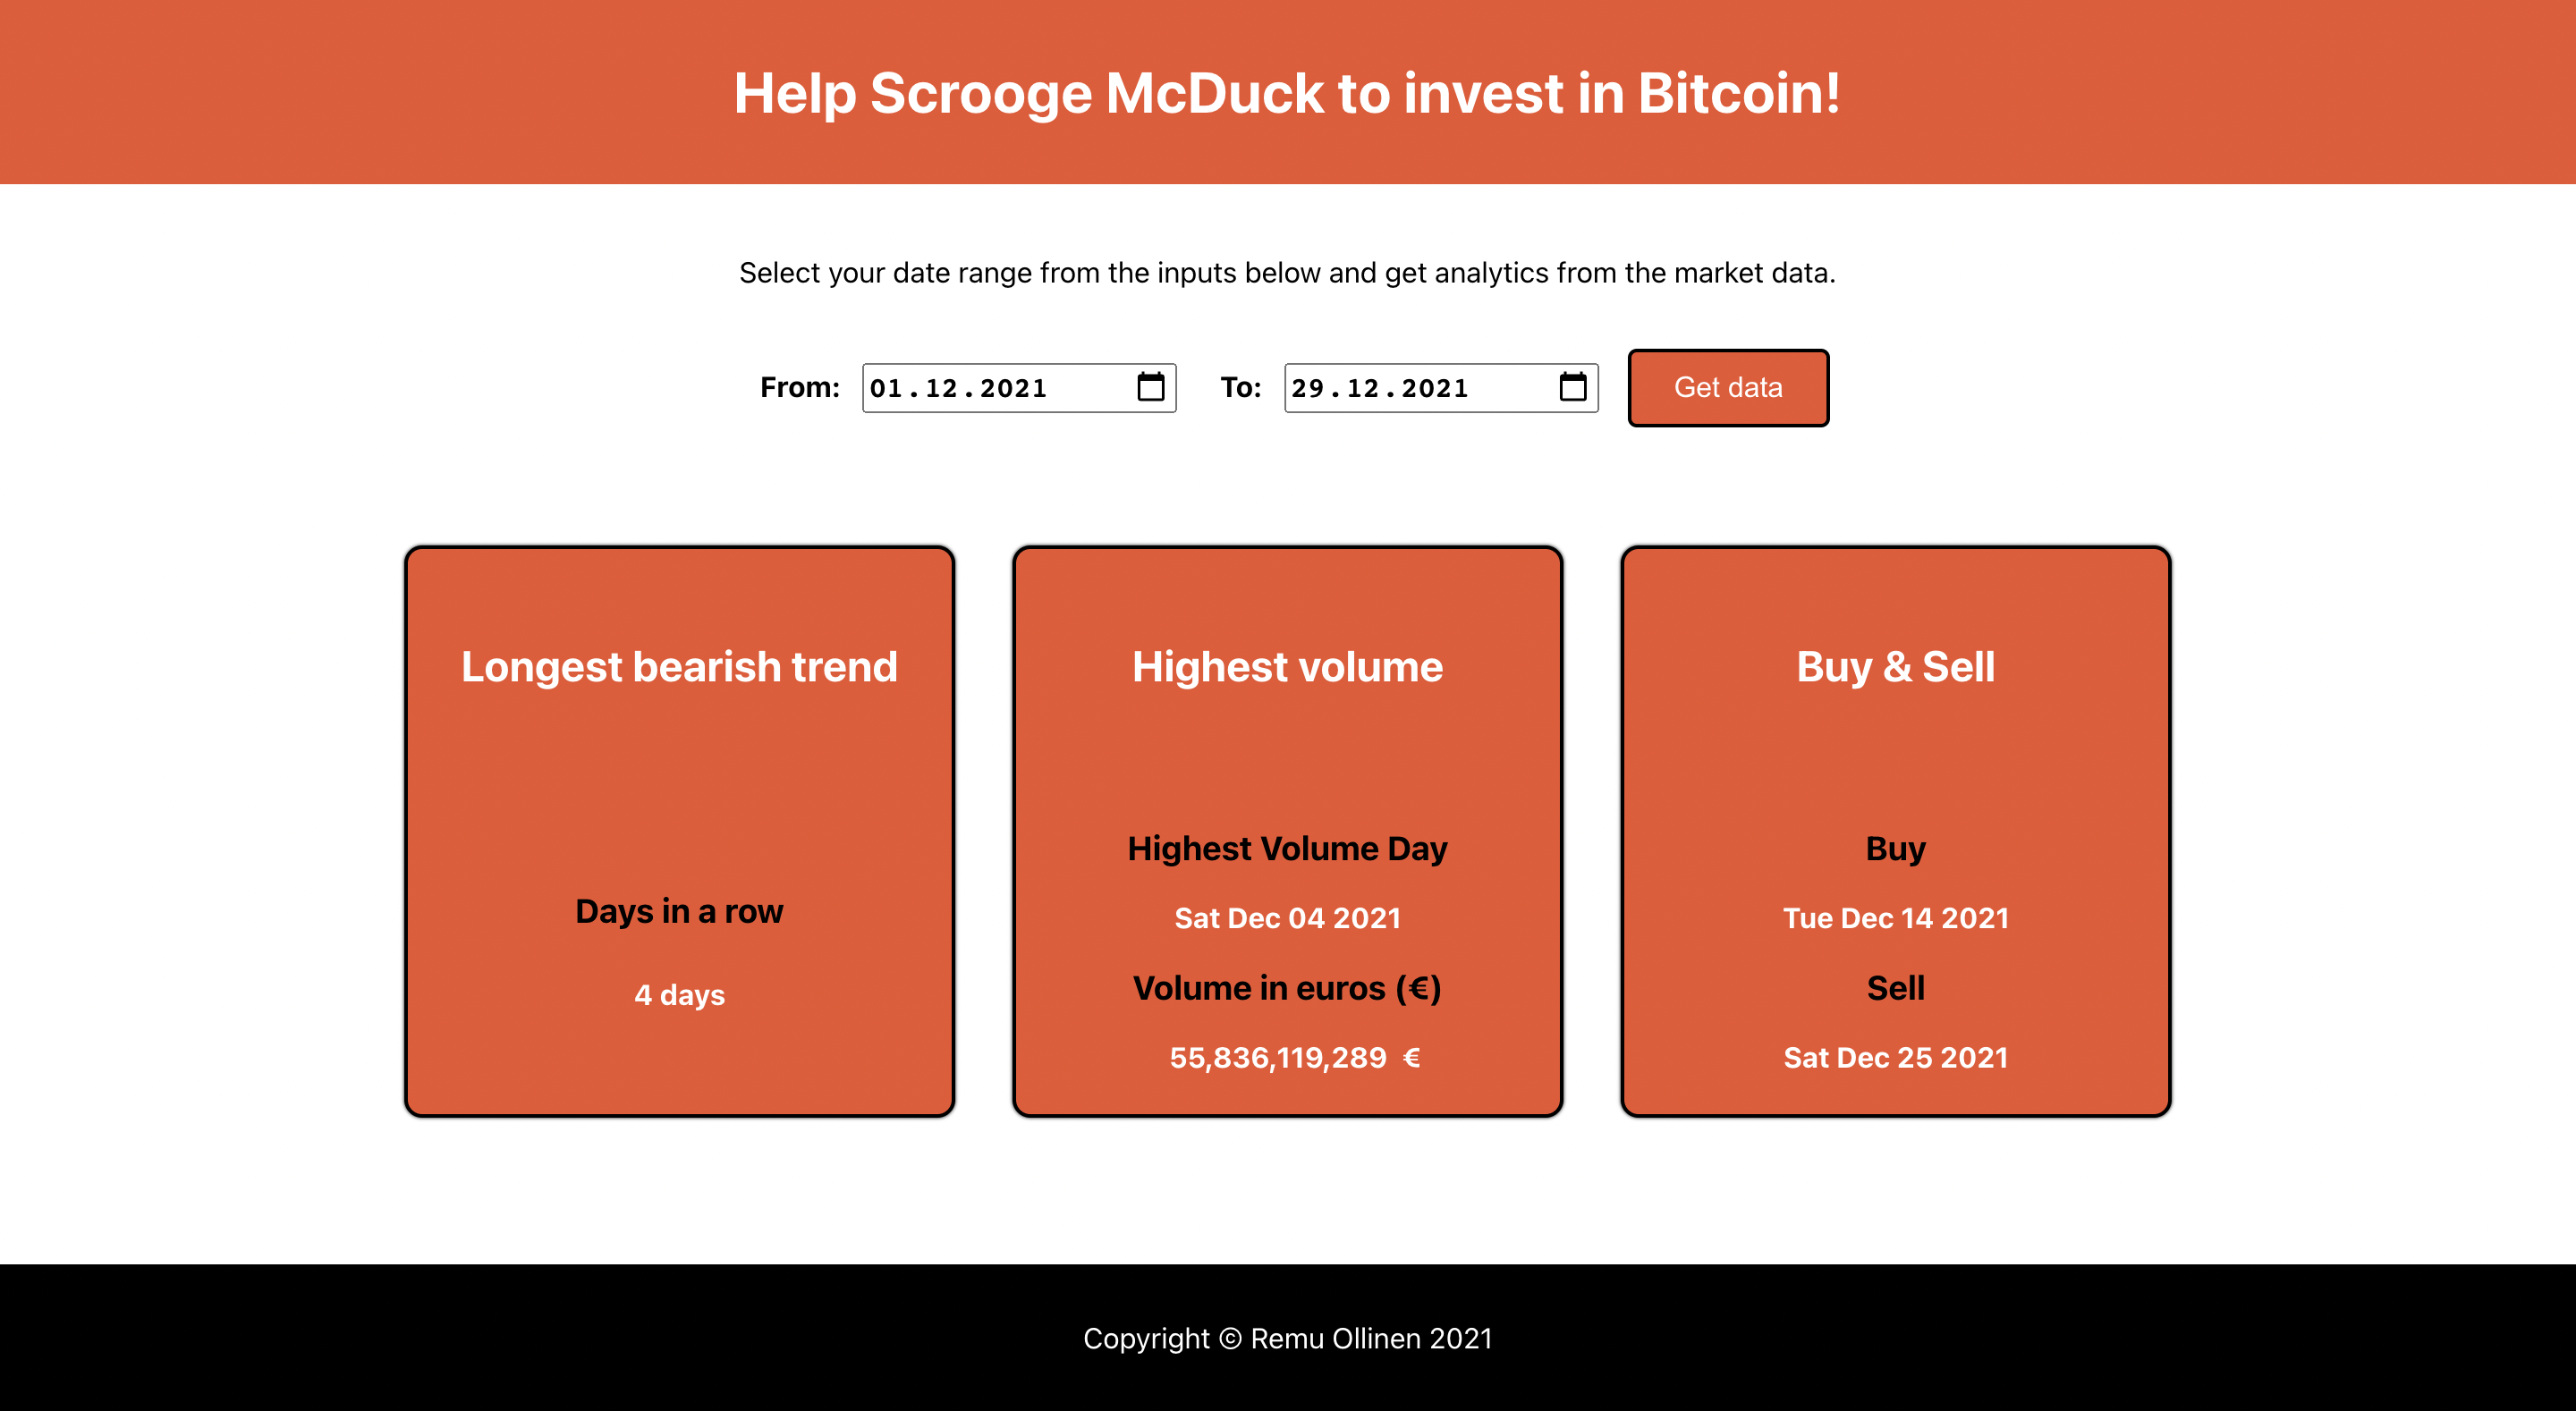 Help Scrooge McDuck to invest in Bitcoin!
Select your date range from the inputs below and get analytics from the market data.
From: 01.12.2021 To: 29.12.2021 Get data
Longest bearish trend
Days in a row
4 days
Highest volume
Highest Volume Day
Sat Dec 04 2021
Volume in euros (€)
55,836,119,289 €
Buy & Sell
Buy
Tue Dec 14 2021
Sell
Sat Dec 25 2021
Copyright © Remu Ollinen 2021